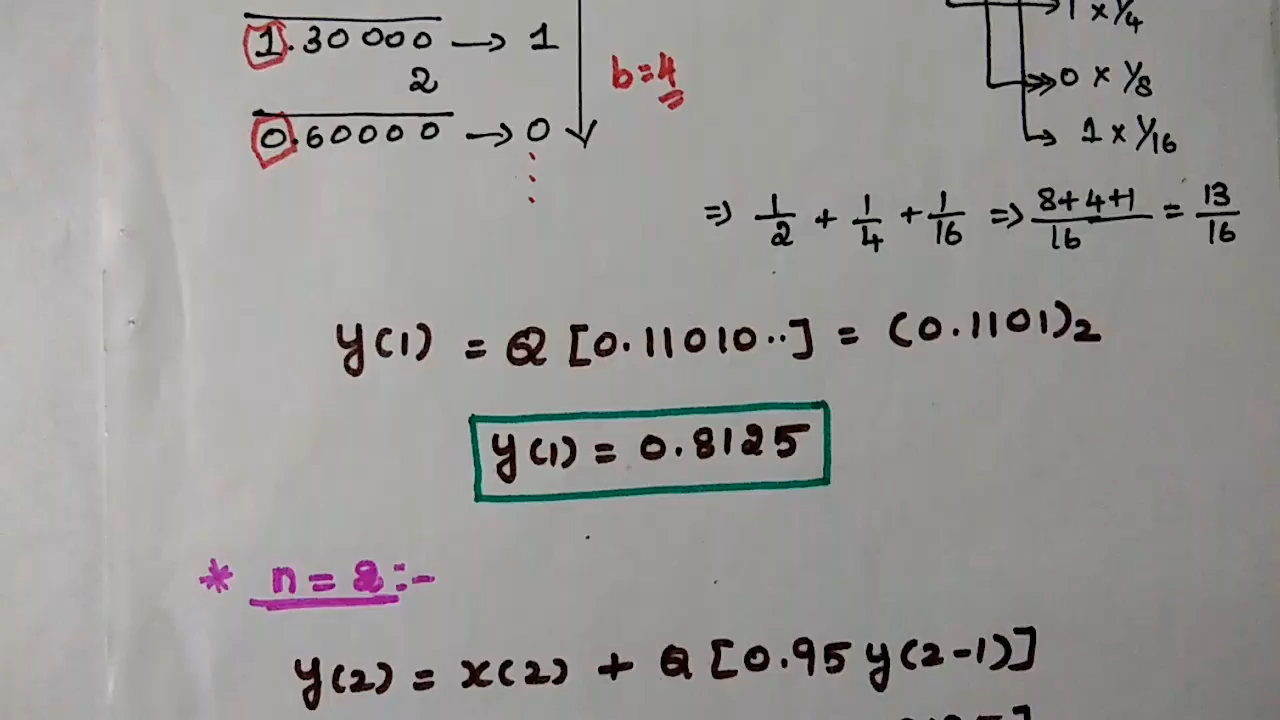 1 x 1/4
1.30000 → 1
2
b=4
0 x 1/8
0.60000 → 0
1 x 1/16
⇒ 1/2 + 1/4 + 1/16 ⇒ 8+4+1/16 = 13/16
y(1) = Q [0.11010..] = (0.1101)2
y(1) = 0.8125
* n=2:-
y(2) = x(2) + Q [0.95 y(2-1)]